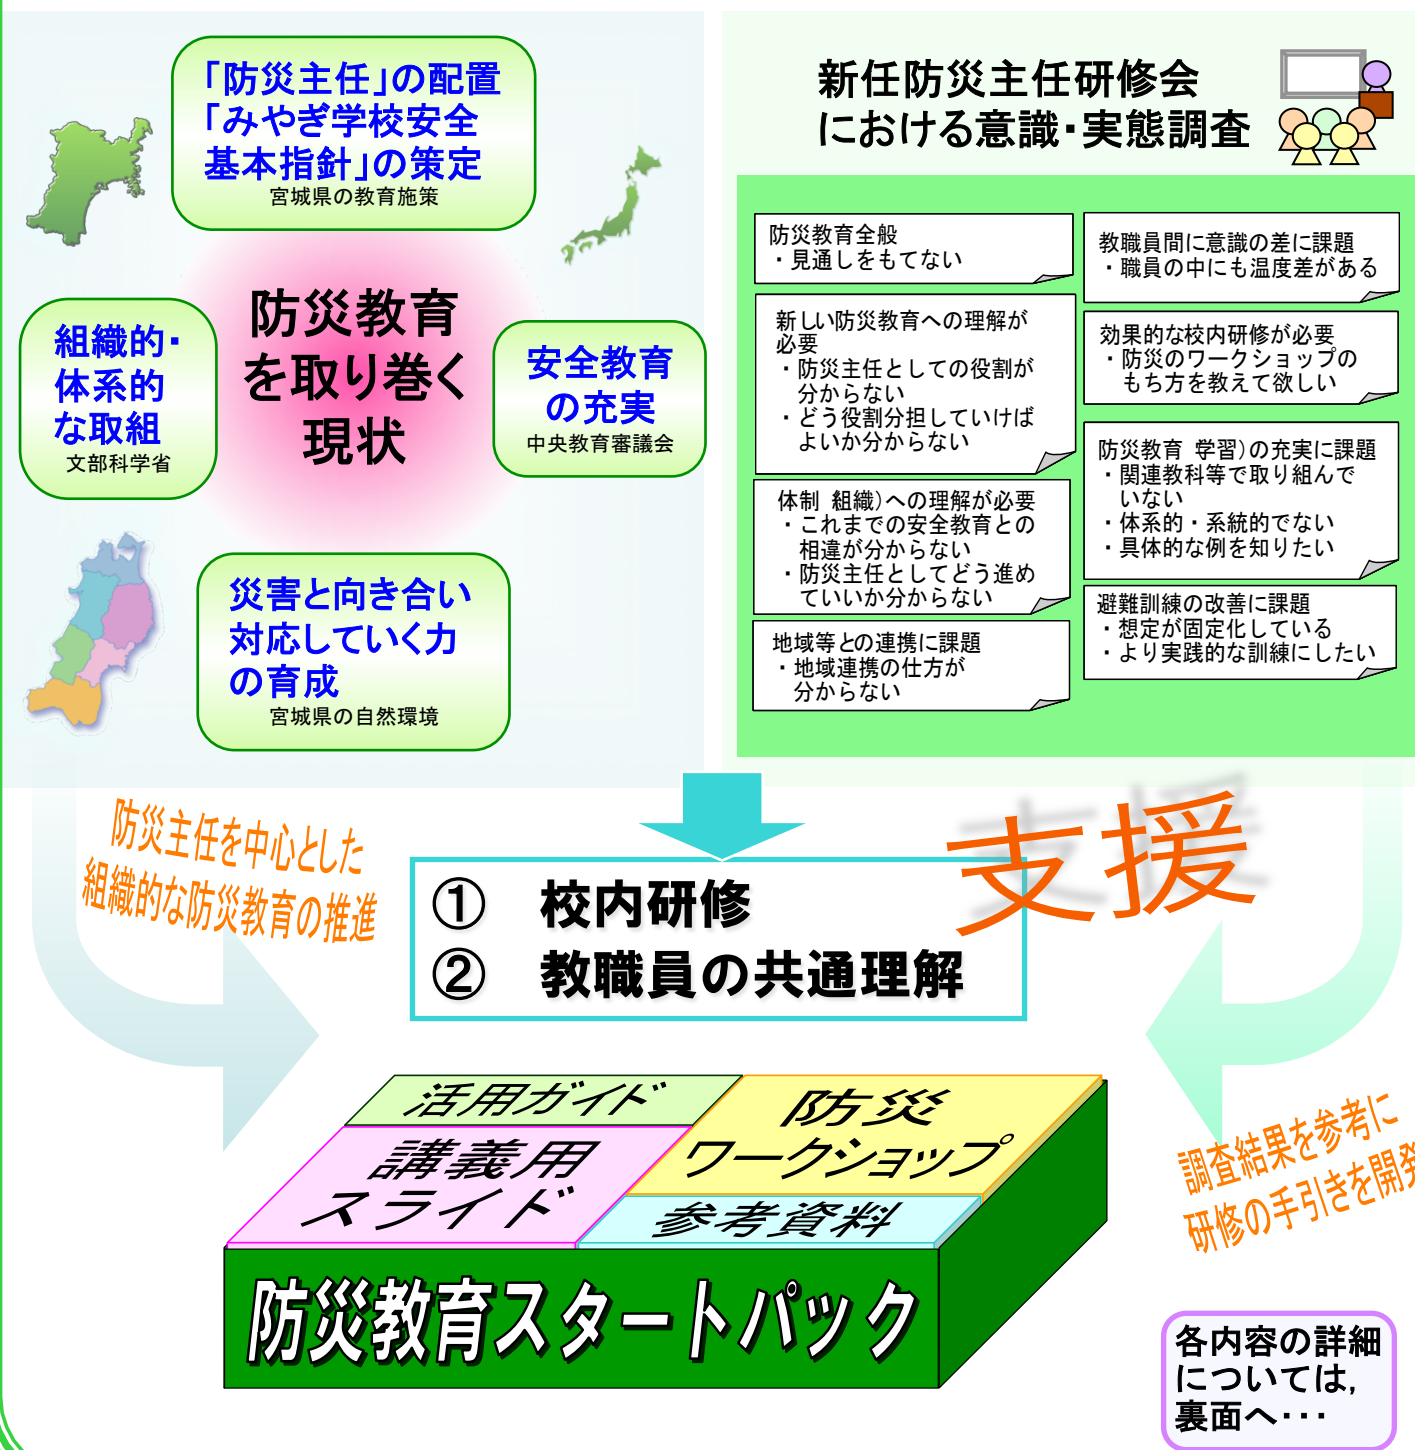 「防災主任」の配置
「みやぎ学校安全
基本指針」の策定
宮城県の教育施策
防災教育
を取り巻く
現状
組織的・
体系的
な取組
文部科学省
安全教育
の充実
中央教育審議会
災害と向き合い
対応していく力
の育成
宮城県の自然環境
新任防災主任研修会
における意識・実態調査
防災教育全般
・見通しをもてない
新しい防災教育への理解が
必要
・防災主任としての役割が
分からない
・どう役割分担していけば
よいか分からない
体制 組織)への理解が必要
・これまでの安全教育との
相違が分からない
・防災主任としてどう進め
ていいか分からない
地域等との連携に課題
・地域連携の仕方が
分からない
教職員間に意識の差に課題
・職員の中にも温度差がある
効果的な校内研修が必要
・防災のワークショップの
もち方を教えて欲しい
防災教育 学習)の充実に課題
・関連教科等で取り組んで
いない
・体系的・系統的でない
・具体的な例を知りたい
避難訓練の改善に課題
・想定が固定化している
・より実践的な訓練にしたい
防災主任を中心とした
組織的な防災教育の推進
支援
① 校内研修
② 教職員の共通理解
活用ガイド
防災
ワークショップ
講義用
スライド
参考資料
防災教育スタートパック
調査結果を参考に
研修の手引きを開発
各内容の詳細
については,
裏面へ・・・